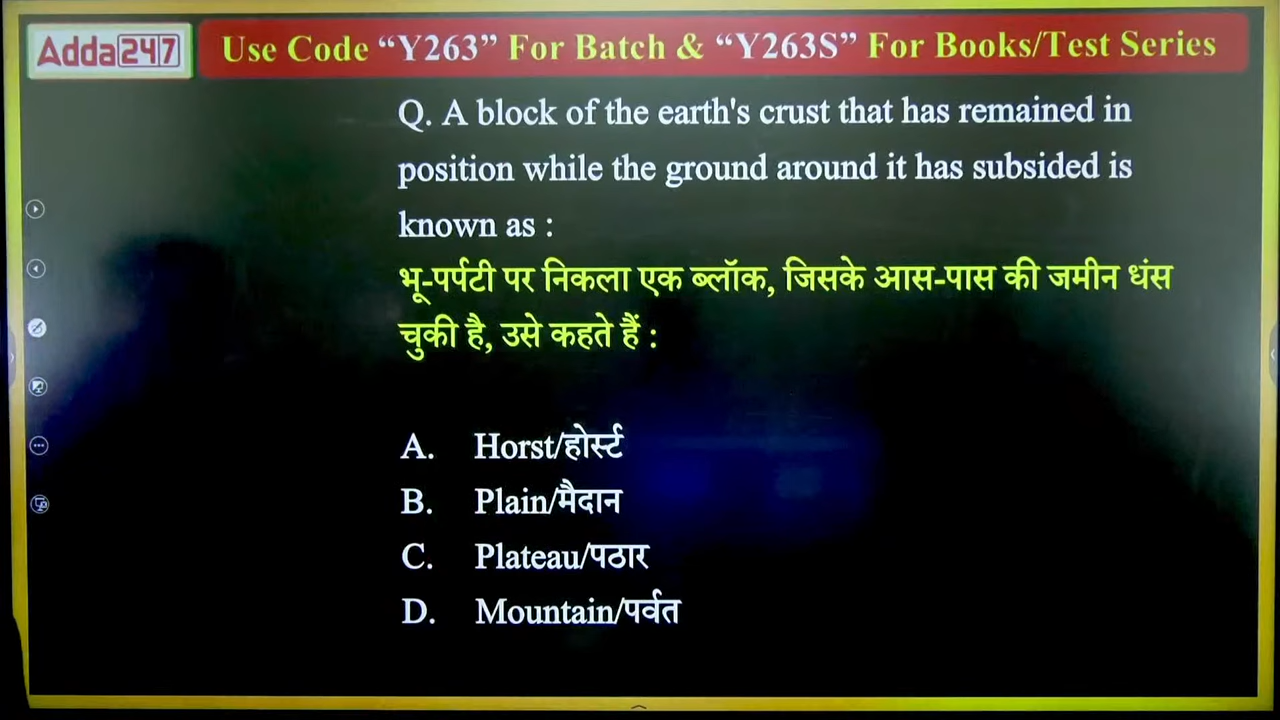 Adda247
Use Code “Y263” For Batch & “Y263S” For Books/Test Series
Q. A block of the earth's crust that has remained in
position while the ground around it has subsided is
known as :
भू-पर्पटी पर निकला एक ब्लॉक, जिसके आस-पास की जमीन धंस
चुकी है, उसे कहते हैं :
A. Horst/होर्स्ट
B. Plain/मैदान
C. Plateau/पठार
D. Mountain/पर्वत